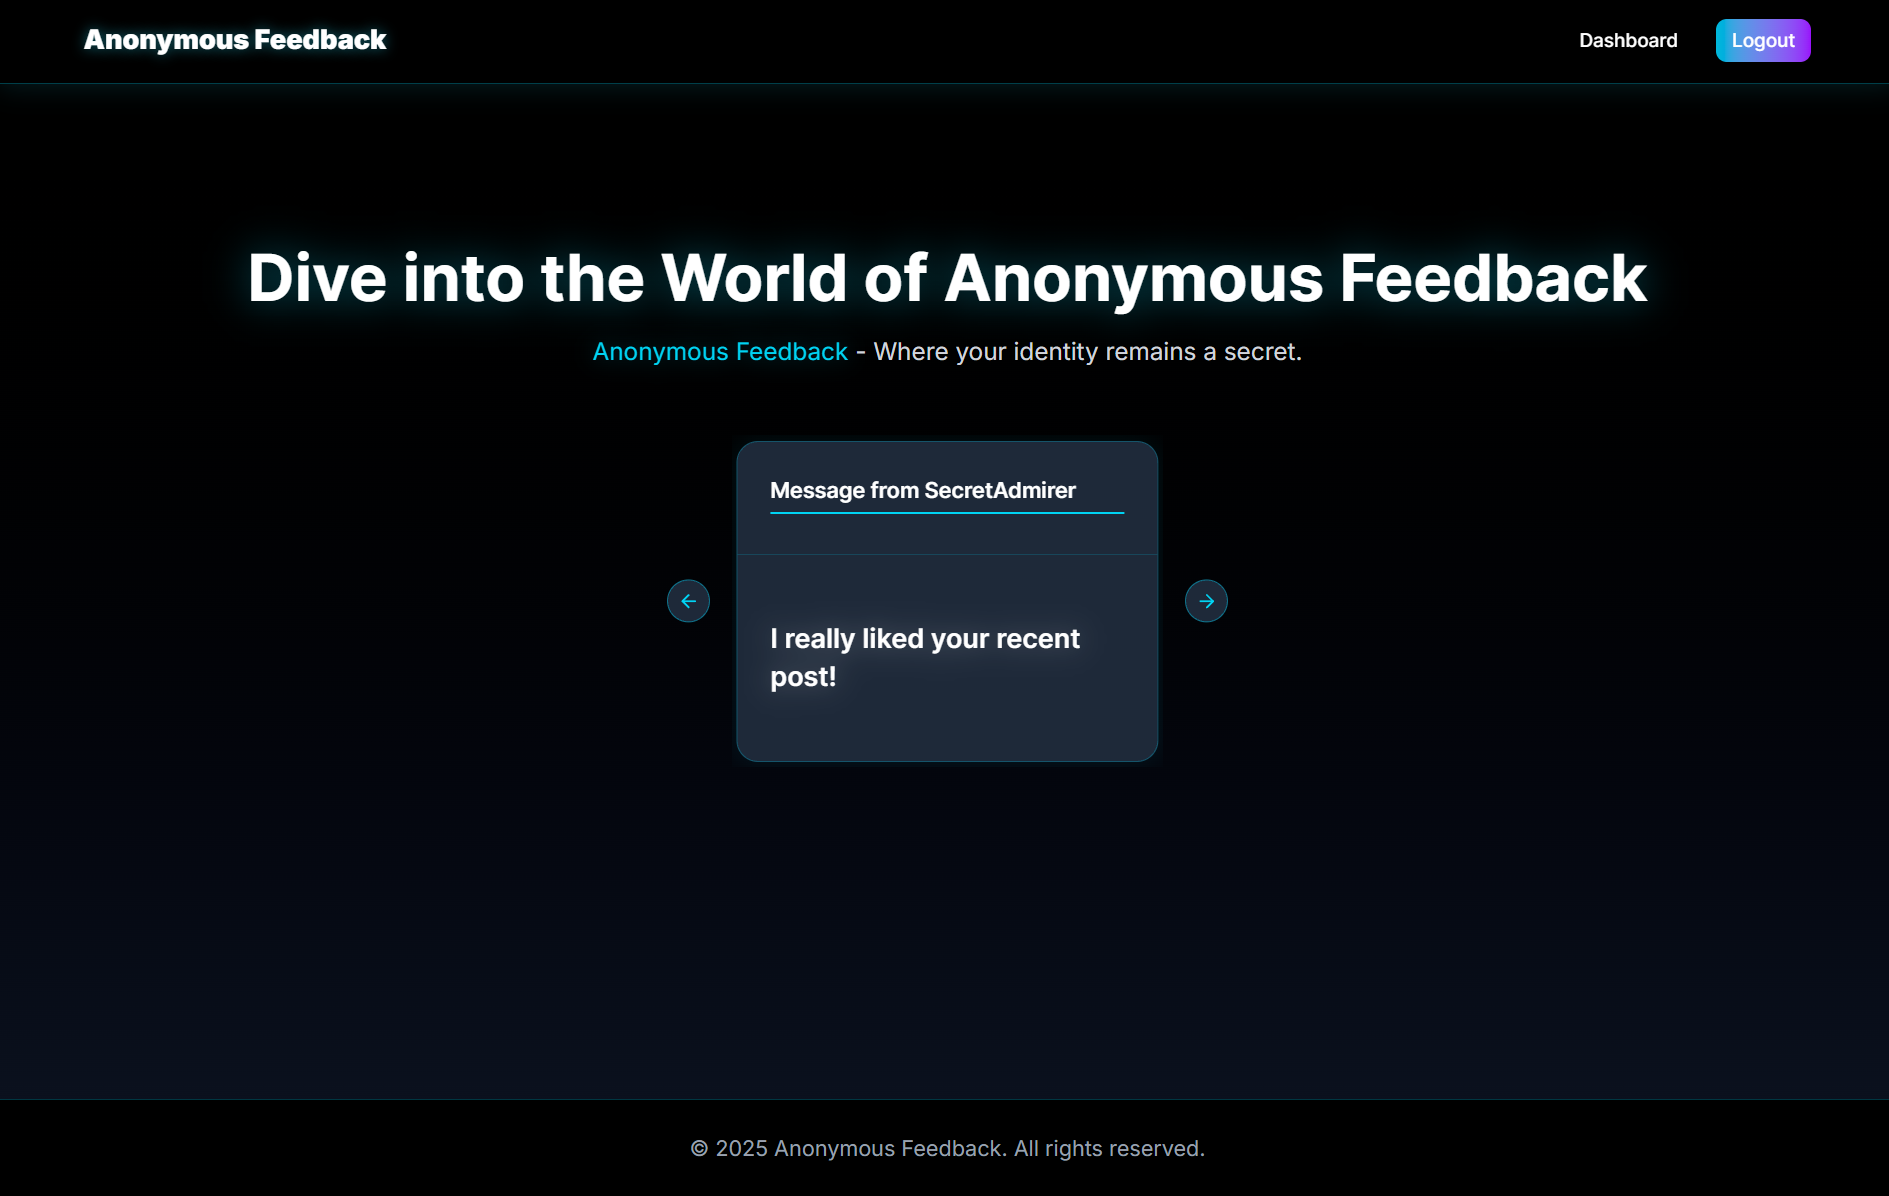 Anonymous Feedback
Dashboard
Logout
Dive into the World of Anonymous Feedback
Anonymous Feedback - Where your identity remains a secret.
Message from SecretAdmirer
I really liked your recent
post!
© 2025 Anonymous Feedback. All rights reserved.